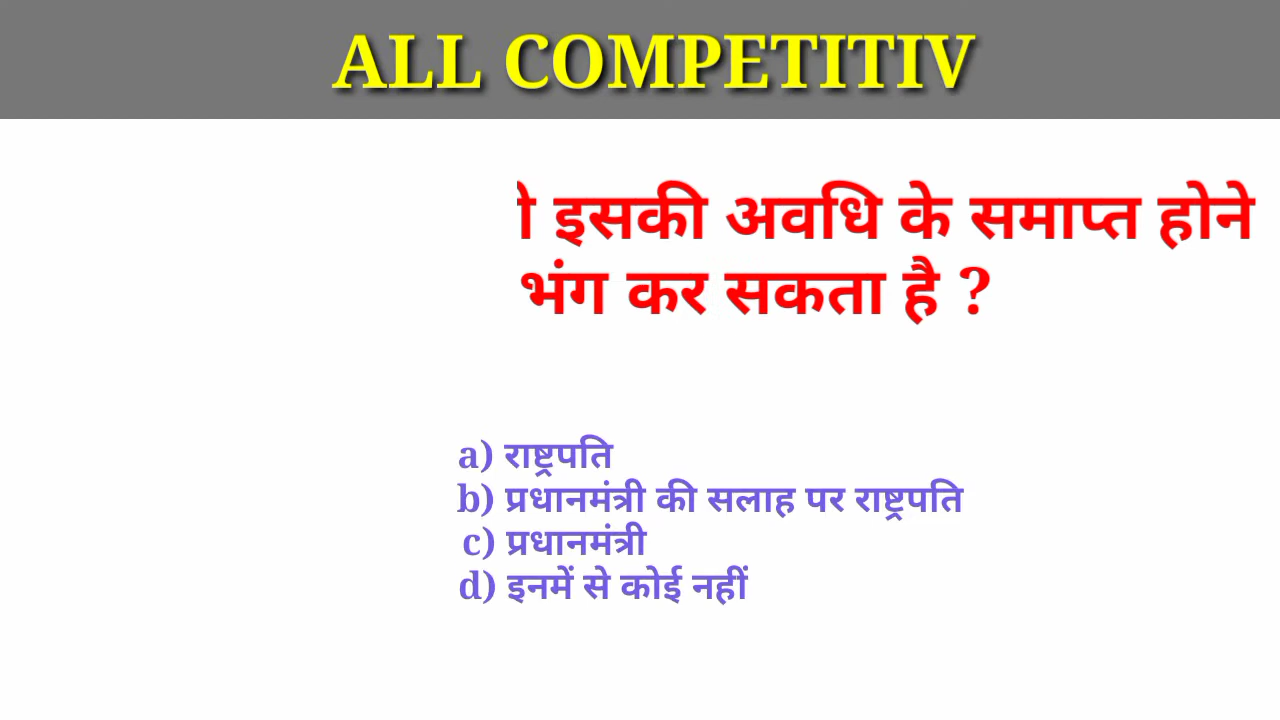 ALL COMPETITIV
इसकी अवधि के समाप्त होने
भंग कर सकता है ?
a) राष्ट्रपति
b) प्रधानमंत्री की सलाह पर राष्ट्रपति
c) प्रधानमंत्री
d) इनमें से कोई नहीं